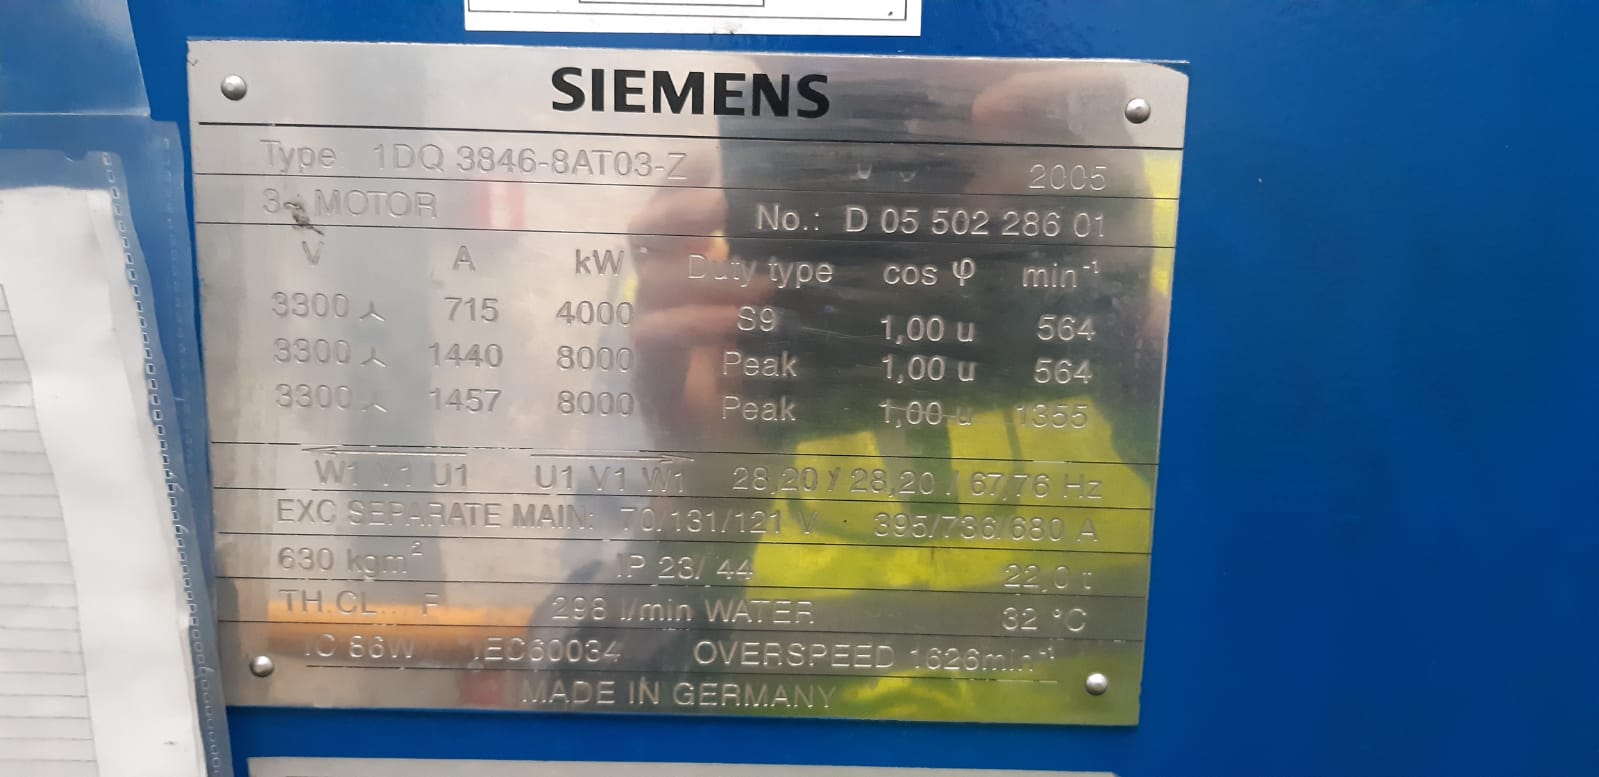 SIEMENS
Type 1DQ 3846-8AT03-Z 2005
3~ MOTOR No.: D 05 502 286 01
V A kW Duty type cos φ min⁻¹
3300 人 715 4000 S9 1,00 u 564
3300 人 1440 8000 Peak 1,00 u 564
3300 人 1457 8000 Peak 1,00 u 1355
W1 V1 U1 U1 V1 W1 28,20 / 28,20 / 67,76 Hz
EXC SEPARATE MAIN: 70/131/121 V 395/736/680 A
630 kgm² IP 23/ 44 22,0 t
TH.CL.: F 298 l/min WATER 32 °C
IC 86W IEC60034 OVERSPEED 1626min⁻¹
MADE IN GERMANY